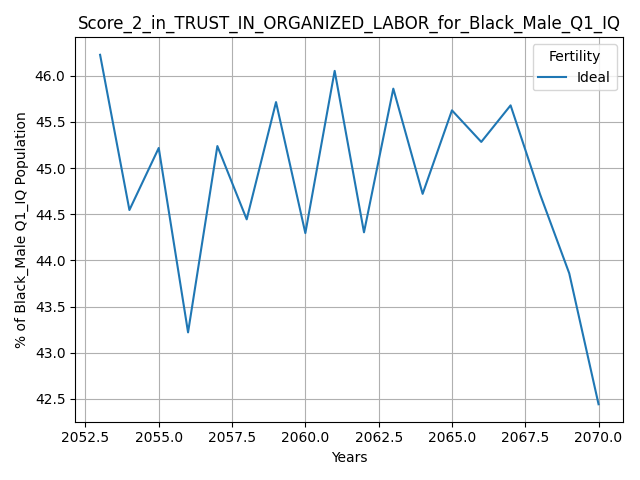 Score_2_in_TRUST_IN_ORGANIZED_LABOR_for_Black_Male_Q1_IQ
Fertility
Ideal
% of Black_Male Q1_IQ Population
46.0
45.5
45.0
44.5
44.0
43.5
43.0
42.5
2052.5 2055.0 2057.5 2060.0 2062.5 2065.0 2067.5 2070.0
Years